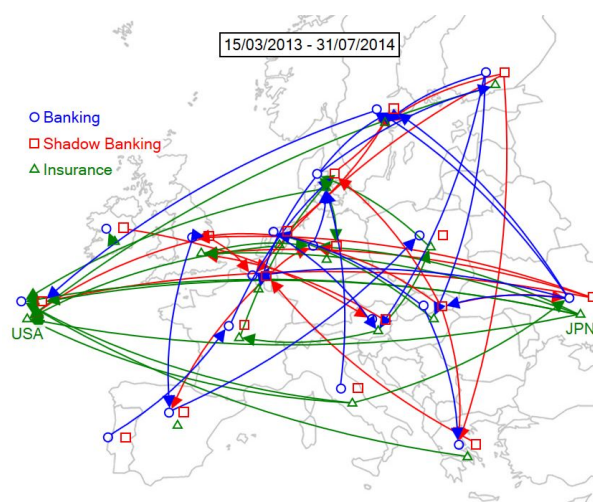 15/03/2013 - 31/07/2014
Banking
Shadow Banking
Insurance
USA
JPN